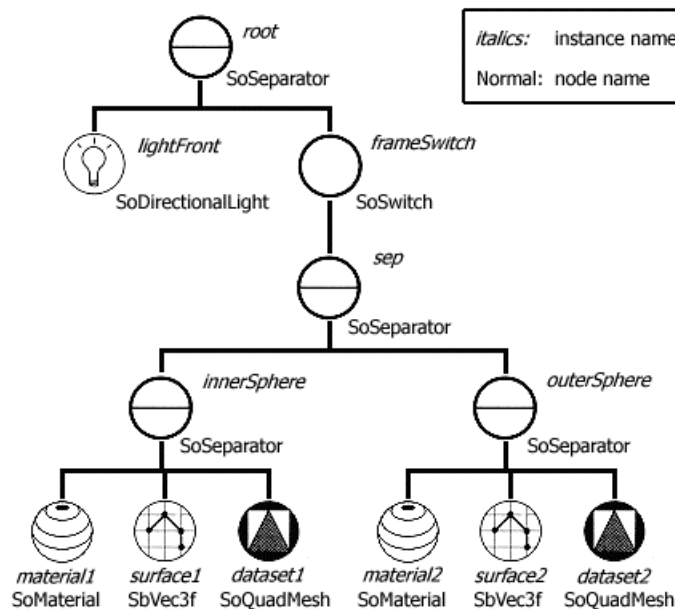 root
SoSeparator
italics: instance name
Normal: node name
lightFront
SoDirectionalLight
frameSwitch
SoSwitch
sep
SoSeparator
innerSphere
SoSeparator
outerSphere
SoSeparator
material1 surface1 dataset1 material2 surface2 dataset2
SoMaterial SbVec3f SoQuadMesh SoMaterial SbVec3f SoQuadMesh